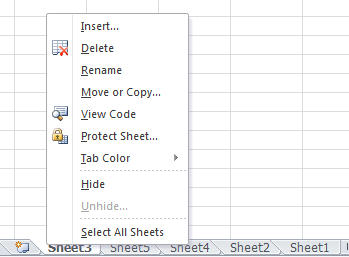 Insert...
Delete
Rename
Move or Copy...
View Code
Protect Sheet...
Tab Color
Hide
Unhide...
Select All Sheets
Sheet3 Sheet5 Sheet4 Sheet2 Sheet1